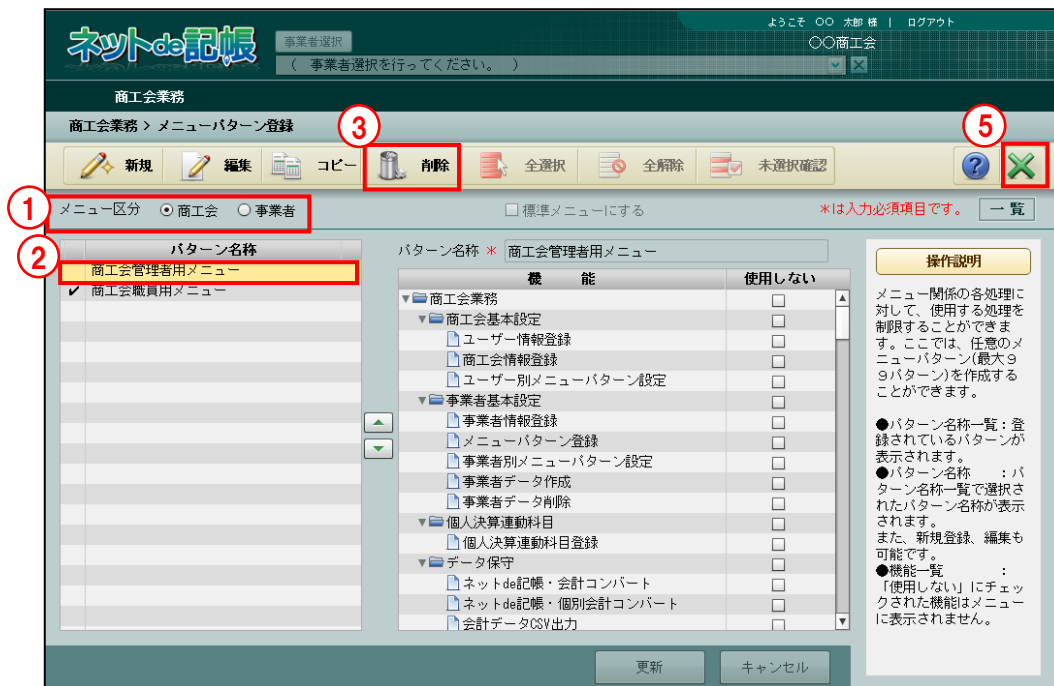 ようこそ 〇〇 太郎 様 | ログアウト
ネットde記帳
事業者選択
〇〇商工会
( 事業者選択を行ってください。 )
商工会業務
商工会業務 > メニューパターン登録
③
⑤
新規
編集
コピー
削除
全選択
全解除
未選択確認
?
①
メニュー区分 商工会 事業者
標準メニューにする
*は入力必須項目です。
一覧
②
パターン名称
商工会管理者用メニュー
✔ 商工会職員用メニュー
パターン名称 * 商工会管理者用メニュー
機 能 使用しない
▼商工会業務
▼商工会基本設定
ユーザー情報登録
商工会情報登録
ユーザー別メニューパターン設定
▼事業者基本設定
事業者情報登録
メニューパターン登録
事業者別メニューパターン設定
事業者データ作成
事業者データ削除
▼個人決算連動科目
個人決算連動科目登録
▼データ保守
ネットde記帳・会計コンバート
ネットde記帳・個別会計コンバート
会計データCSV出力
操作説明
メニュー関係の各処理に
対して、使用する処理を
制限することができま
す。ここでは、任意のメ
ニューパターン(最大９
９パターン)を作成する
ことができます。
●パターン名称一覧：登
録されているパターンが
表示されます。
●パターン名称　：パ
ターン名称一覧で選択さ
れたパターン名称が表示
されます。
また、新規登録、編集も
可能です。
●機能一覧　　：
「使用しない」にチェッ
クされた機能はメニュー
に表示されません。
更新
キャンセル